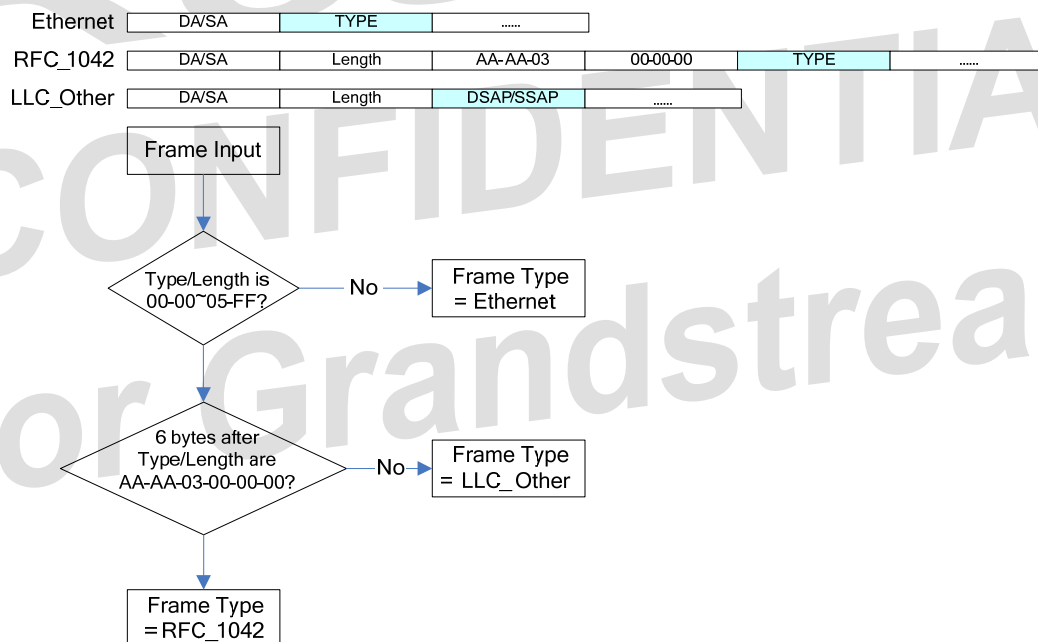 Ethernet DA/SA TYPE ......
RFC_1042 DA/SA Length AA-AA-03 00-00-00 TYPE ......
LLC_Other DA/SA Length DSAP/SSAP ......
Frame Input
Type/Length is
00-00~05-FF?
No
Frame Type
= Ethernet
6 bytes after
Type/Length are
AA-AA-03-00-00-00?
No
Frame Type
= LLC_Other
Frame Type
=RFC_1042
CONFIDENTIA
or Grandstrea